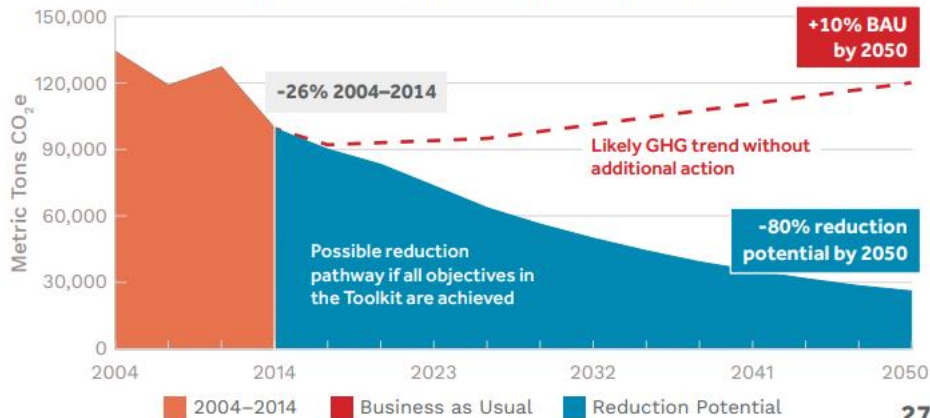 150,000
120,000
90,000
60,000
30,000
0
Metric Tons CO₂e
-26% 2004–2014
+10% BAU
by 2050
Likely GHG trend without
additional action
-80% reduction
potential by 2050
Possible reduction
pathway if all objectives in
the Toolkit are achieved
2004
2014
2023
2032
2041
2050
2004–2014
Business as Usual
Reduction Potential
27